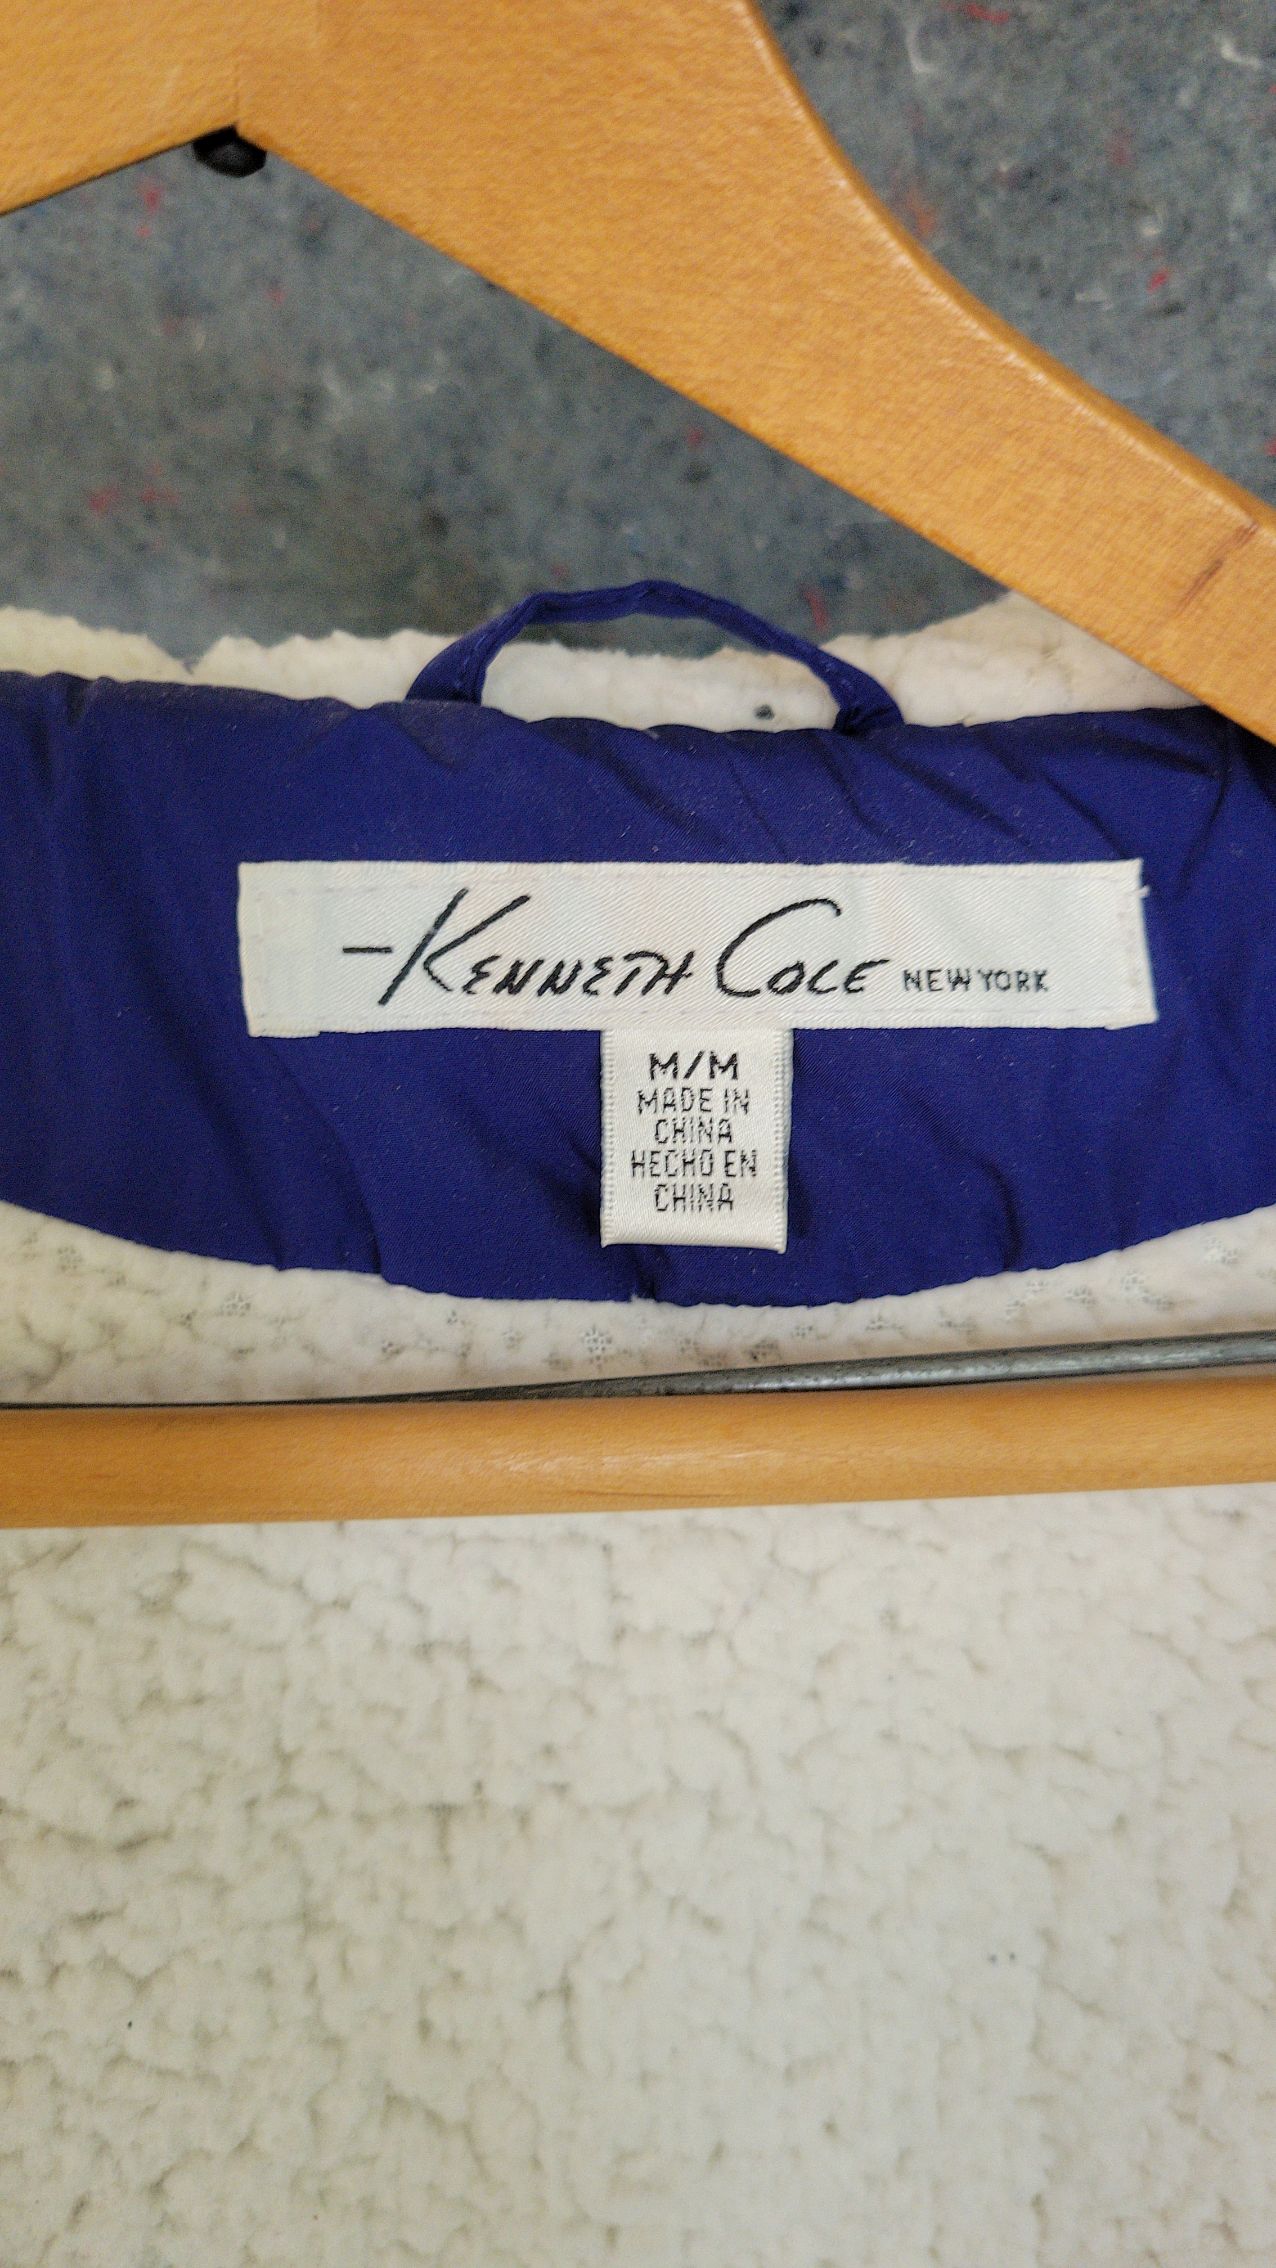 KENNETH COLE NEW YORK
M/M
MADE IN
CHINA
HECHO EN
CHINA